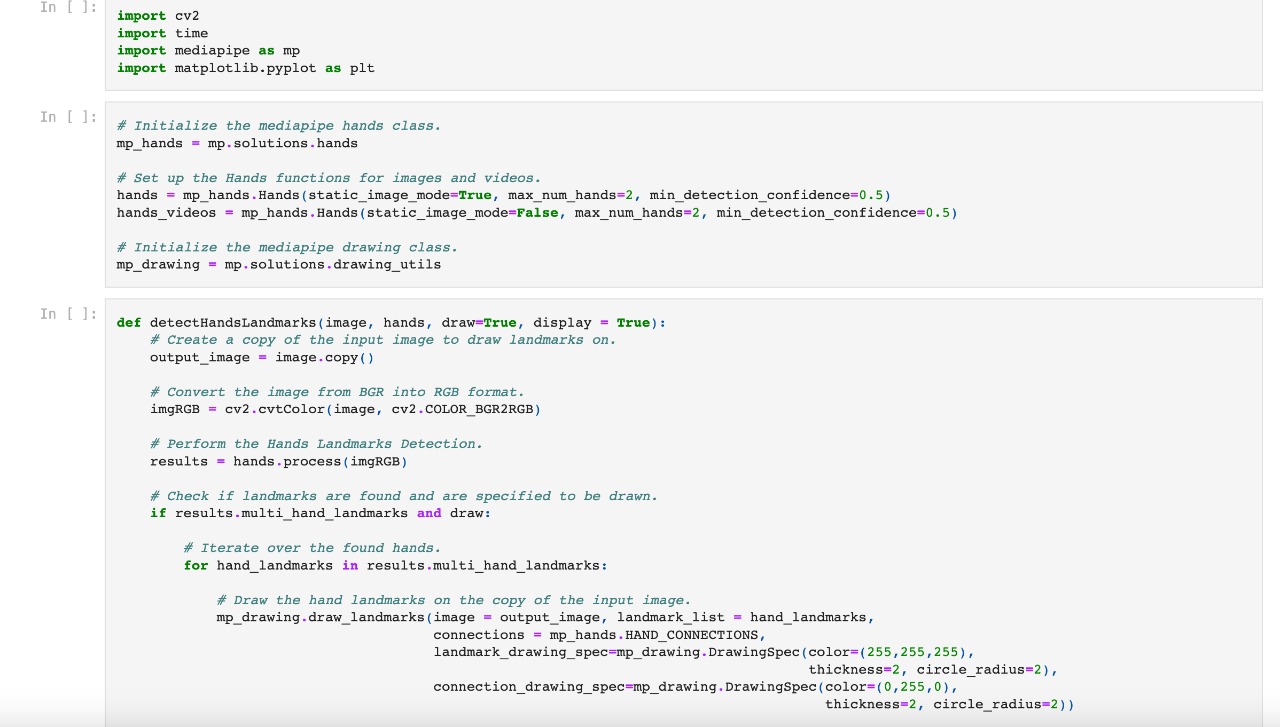 In [ ]:
import cv2
import time
import mediapipe as mp
import matplotlib.pyplot as plt
In [ ]:
# Initialize the mediapipe hands class.
mp_hands = mp.solutions.hands
# Set up the Hands functions for images and videos.
hands = mp_hands.Hands(static_image_mode=True, max_num_hands=2, min_detection_confidence=0.5)
hands_videos = mp_hands.Hands(static_image_mode=False, max_num_hands=2, min_detection_confidence=0.5)
# Initialize the mediapipe drawing class.
mp_drawing = mp.solutions.drawing_utils
In [ ]:
def detectHandsLandmarks(image, hands, draw=True, display = True):
    # Create a copy of the input image to draw landmarks on.
    output_image = image.copy()
    # Convert the image from BGR into RGB format.
    imgRGB = cv2.cvtColor(image, cv2.COLOR_BGR2RGB)
    # Perform the Hands Landmarks Detection.
    results = hands.process(imgRGB)
    # Check if landmarks are found and are specified to be drawn.
    if results.multi_hand_landmarks and draw:
        # Iterate over the found hands.
        for hand_landmarks in results.multi_hand_landmarks:
            # Draw the hand landmarks on the copy of the input image.
            mp_drawing.draw_landmarks(image = output_image, landmark_list = hand_landmarks,
                                      connections = mp_hands.HAND_CONNECTIONS,
                                      landmark_drawing_spec=mp_drawing.DrawingSpec(color=(255,255,255),
                                                                                   thickness=2, circle_radius=2),
                                      connection_drawing_spec=mp_drawing.DrawingSpec(color=(0,255,0),
                                                                                     thickness=2, circle_radius=2))